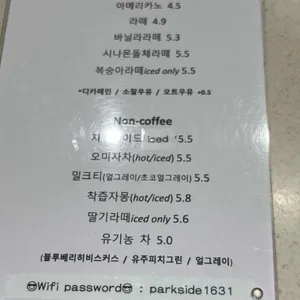 아메리카노 4.5
라떼 4.9
바닐라라떼 5.3
시나몬돌체라떼 5.5
복숭아라떼iced only 5.5
*디카페인 / 소잘우유 / 오트우유 +0.5
Non-coffee
iced 5.5
오미자차(hot/iced) 5.5
밀크티(얼그레이/초코얼그레이) 5.5
착즙자몽(hot/iced) 5.8
딸기라떼iced only 5.6
유기농 차 5.0
(블루베리히비스커스 / 유주피치그린 / 얼그레이)
😎Wifi password😎 : parkside1631